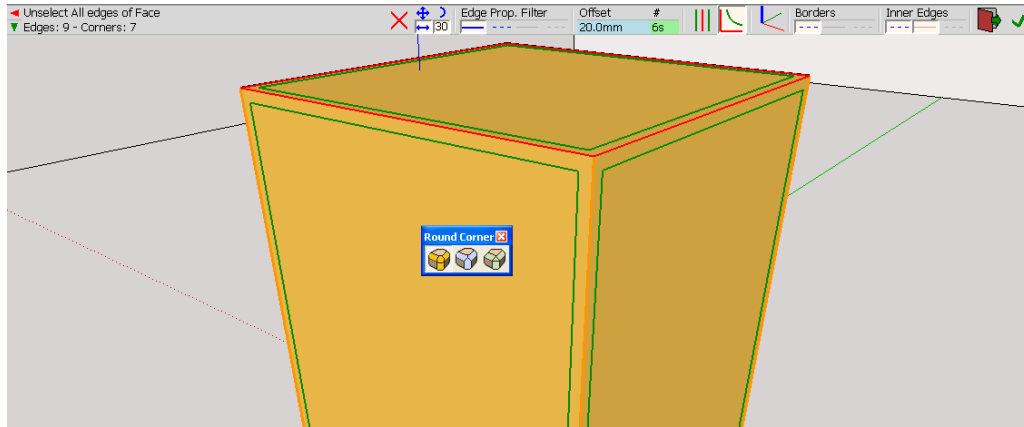 Unselect All edges of Face
Edges: 9 - Corners: 7
30
Edge Prop. Filter
Offset
20.0mm
#
6s
Borders
Inner Edges
Round Corner